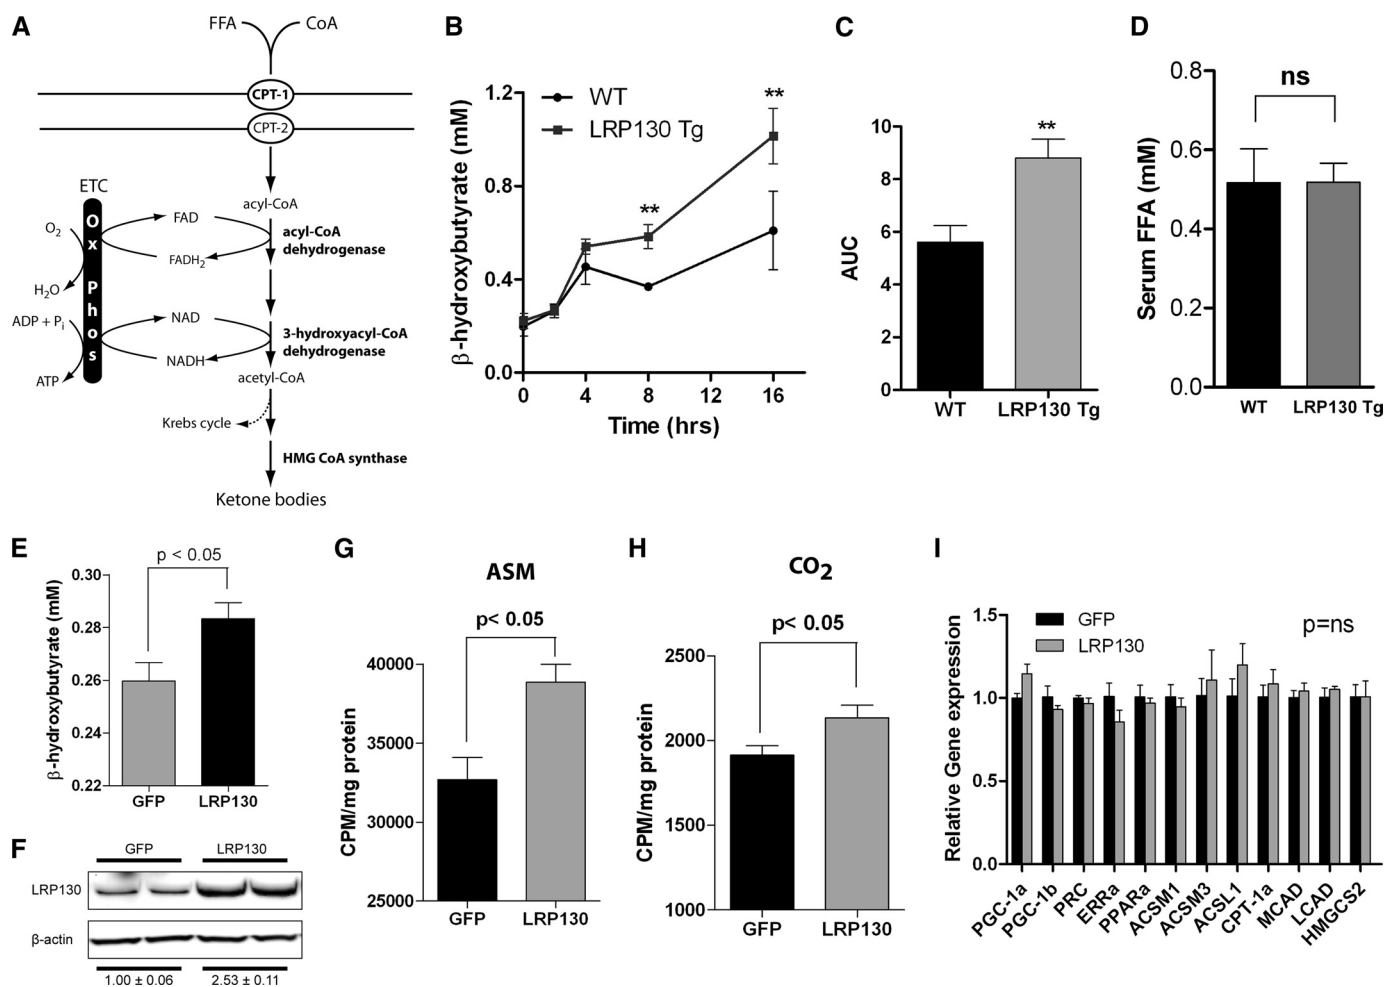 A
FFA
CoA
CPT-1
CPT-2
ETC
Ox Phos
acyl-CoA
O2
FAD
acyl-CoA
dehydrogenase
FADH2
H2O
ADP + Pi
NAD
3-hydroxyacyl-CoA
dehydrogenase
NADH
ATP
acetyl-CoA
Krebs cycle
HMG CoA synthase
Ketone bodies
B
β-hydroxybutyrate (mM)
1.2
0.8
0.4
0.0
WT
LRP130 Tg
**
**
0
4
8
12
16
Time (hrs)
C
AUC
10
8
6
4
2
0
**
WT
LRP130 Tg
D
Serum FFA (mM)
0.8
0.6
0.4
0.2
0.0
ns
WT
LRP130 Tg
E
β-hydroxybutyrate (mM)
p < 0.05
0.30
0.28
0.26
0.24
0.22
GFP
LRP130
F
GFP
LRP130
LRP130
β-actin
1.00 ± 0.06
2.53 ± 0.11
G
ASM
p< 0.05
CPM/mg protein
40000
35000
30000
25000
GFP
LRP130
H
CO2
p< 0.05
CPM/mg protein
2500
2000
1500
1000
GFP
LRP130
I
Relative Gene expression
1.5
1.0
0.5
0.0
GFP
LRP130
p=ns
PGC-1a
PGC-1b
PRC
ERRa
PPARa
ACSM1
ACSM3
ACSL1
CPT-1a
MCAD
LCAD
HMGCS2